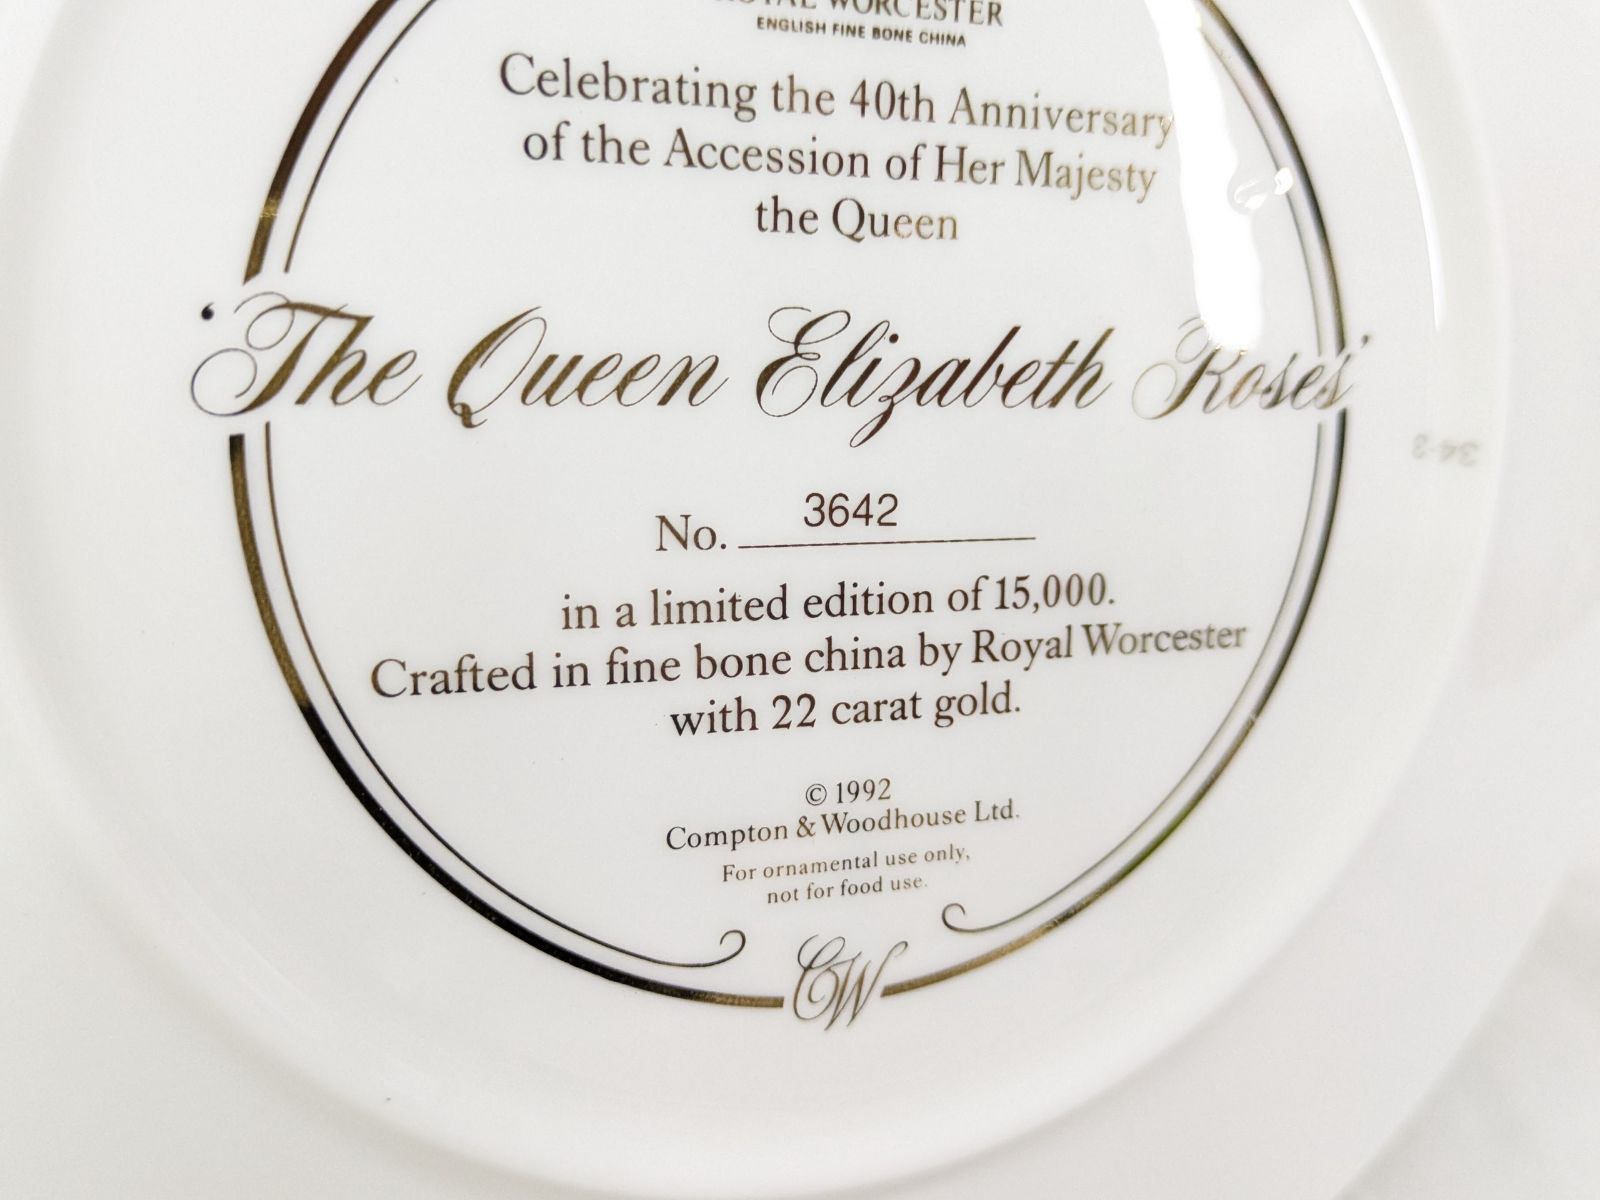 ROYAL WORCESTER
ENGLISH FINE BONE CHINA
Celebrating the 40th Anniversary
of the Accession of Her Majesty
the Queen
'The Queen Elizabeth Roses'
No. 3642
in a limited edition of 15,000.
Crafted in fine bone china by Royal Worcester
with 22 carat gold.
© 1992
Compton & Woodhouse Ltd.
For ornamental use only,
not for food use.
CW